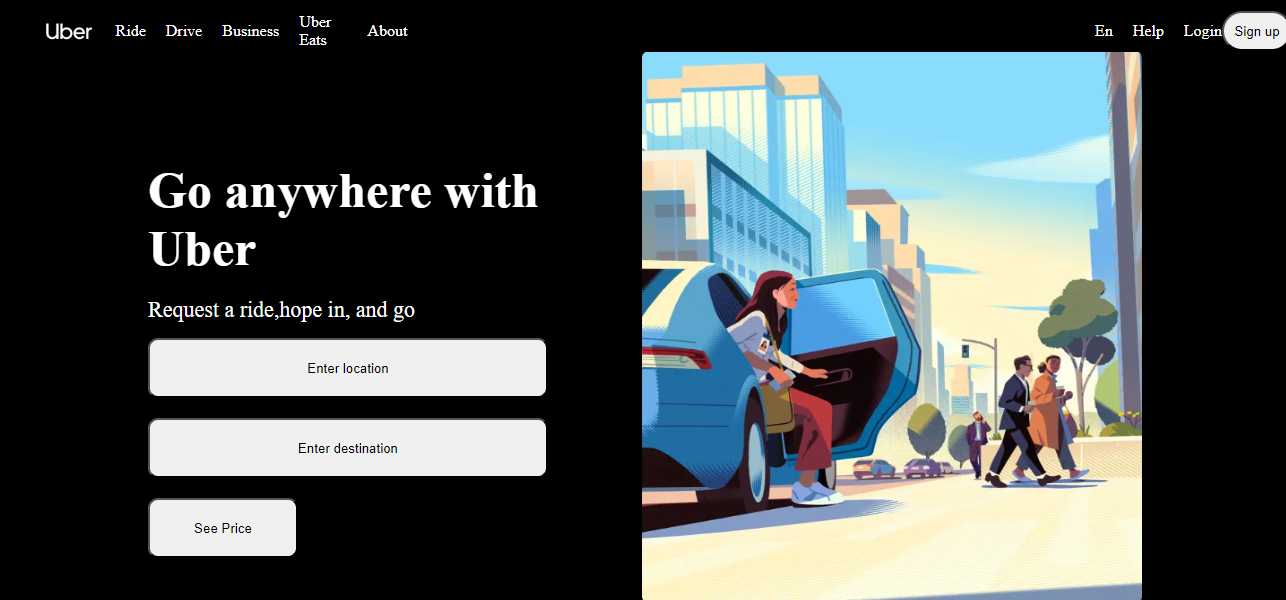 Uber Ride Drive Business Uber Eats About En Help Login Sign up
Go anywhere with
Uber
Request a ride,hope in, and go
Enter location
Enter destination
See Price